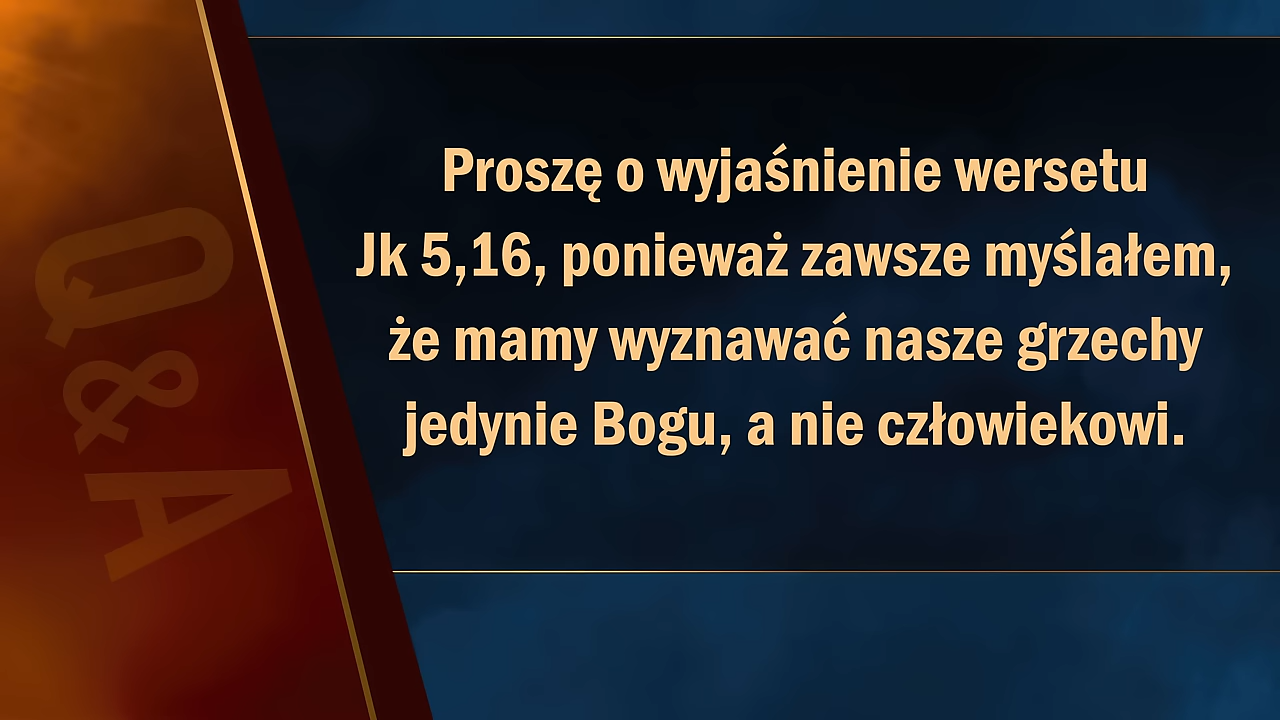 Q & A
Proszę o wyjaśnienie wersetu
Jk 5,16, ponieważ zawsze myślałem,
że mamy wyznawać nasze grzechy
jedynie Bogu, a nie człowiekowi.